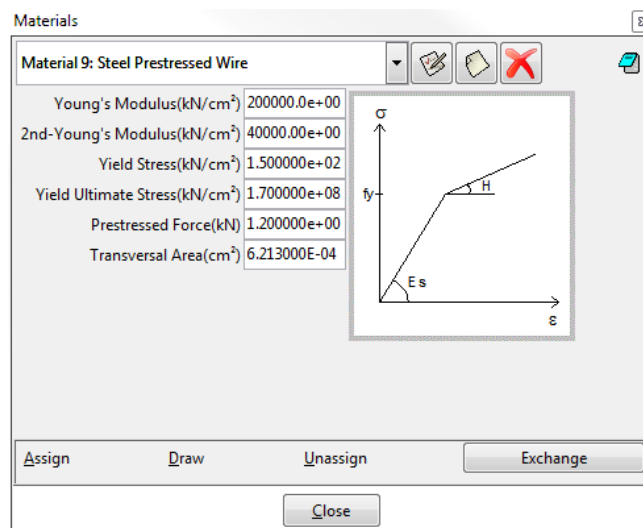 Materials
Material 9: Steel Prestressed Wire
Young's Modulus(kN/cm²) 200000.0e+00
2nd-Young's Modulus(kN/cm²) 40000.00e+00
Yield Stress(kN/cm²) 1.500000e+02
Yield Ultimate Stress(kN/cm²) 1.700000e+08
Prestressed Force(kN) 1.200000e+00
Transversal Area(cm²) 6.213000E-04
σ
H
fy
E s
ε
Assign Draw Unassign Exchange
Close